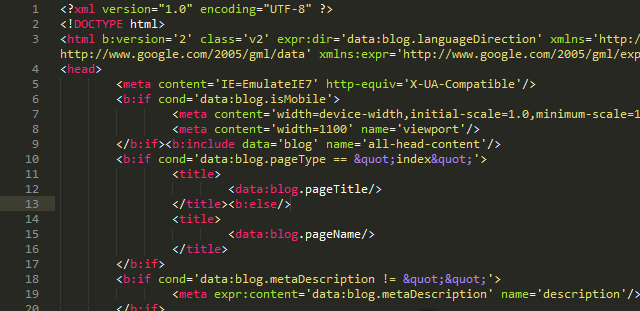 1 <?xml version="1.0" encoding="UTF-8" ?>
2 <!DOCTYPE html>
3 <html b:version='2' class='v2' expr:dir='data:blog.languageDirection' xmlns='http:
http://www.google.com/2005/gml/data' xmlns:expr='http://www.google.com/2005/gml/exp
4 <head>
5 <meta content='IE=EmulateIE7' http-equiv='X-UA-Compatible'/>
6 <b:if cond='data:blog.isMobile'>
7 <meta content='width=device-width,initial-scale=1.0,minimum-scale=1
8 <meta content='width=1100' name='viewport'/>
9 </b:if><b:include data='blog' name='all-head-content'/>
10 <b:if cond='data:blog.pageType == &quot;index&quot;'>
11 <title>
12 <data:blog.pageTitle/>
13 </title><b:else/>
14 <title>
15 <data:blog.pageName/>
16 </title>
17 </b:if>
18 <b:if cond='data:blog.metaDescription != &quot;&quot;'>
19 <meta expr:content='data:blog.metaDescription' name='description'/>
20 </b:if>